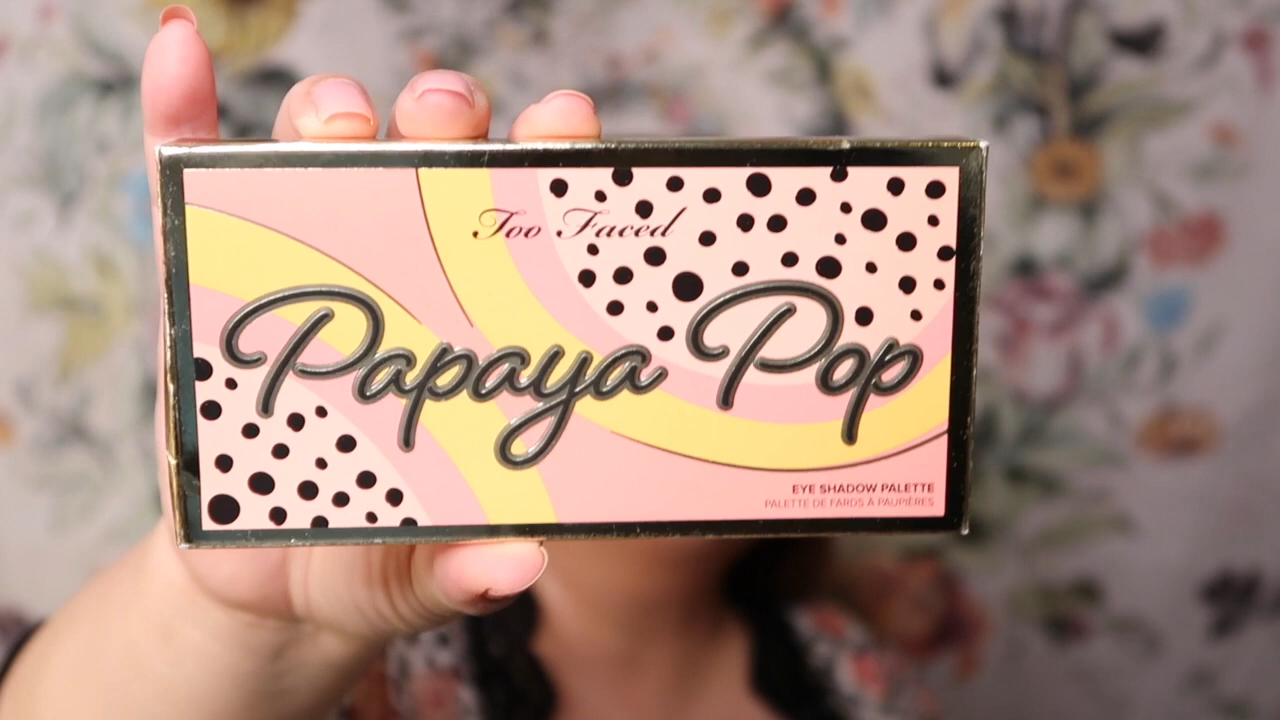 Too Faced
Papaya Pop
EYE SHADOW PALETTE
PALETTE DE FARDS À PAUPIÈRES